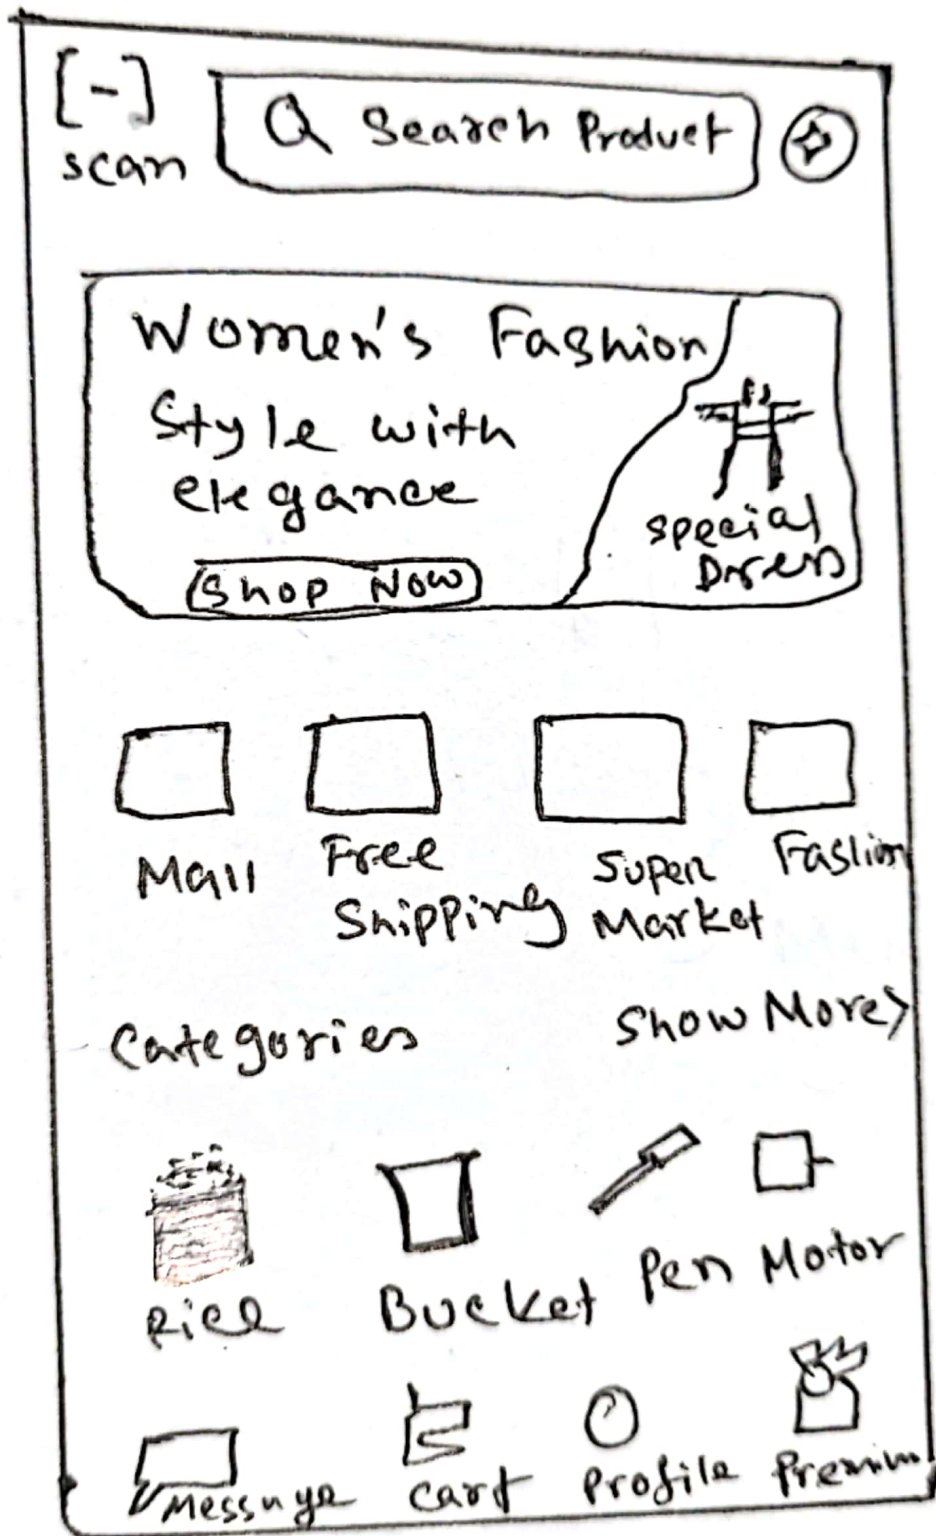 [-]
scan
Search Product
Women's Fashion
Style with
elegance
Shop Now
special
Dress
Mall
Free
Shipping
Super
Market
Fashion
Categories
Show More>
Rice
Bucket
Pen
Motor
Message
Cart
Profile
Premium